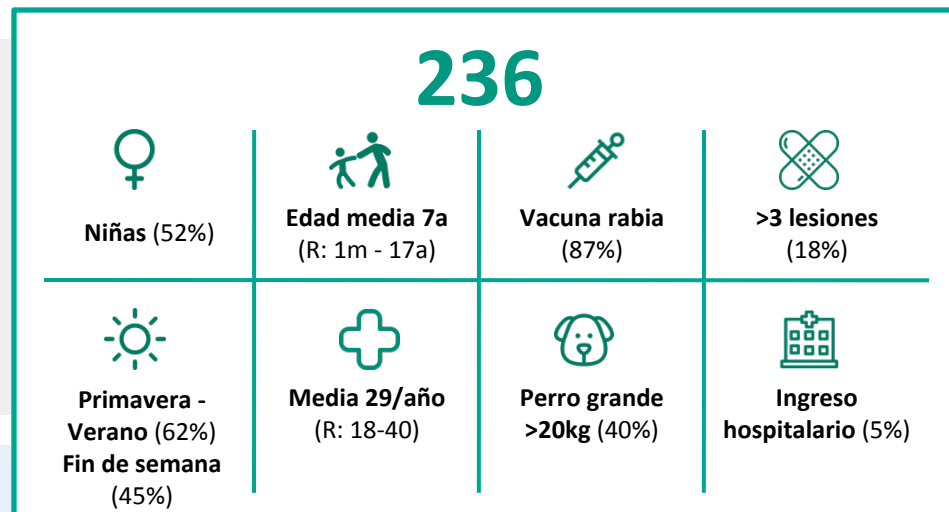 236
Niñas (52%)
Edad media 7a
(R: 1m - 17a)
Vacuna rabia
(87%)
>3 lesiones
(18%)
Primavera -
Verano (62%)
Fin de semana
(45%)
Media 29/año
(R: 18-40)
Perro grande
>20kg (40%)
Ingreso
hospitalario (5%)